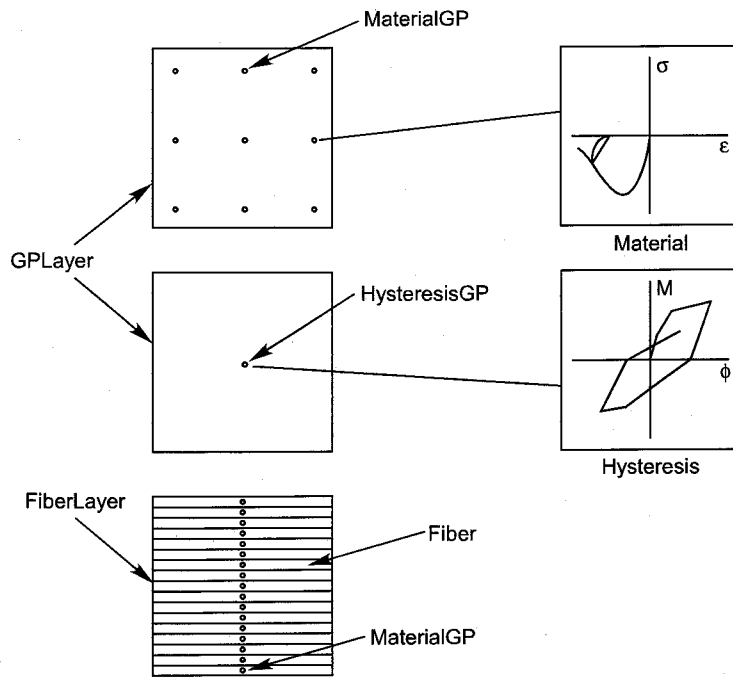 MaterialGP
σ
ε
Material
GPLayer
HysteresisGP
M
ϕ
Hysteresis
FiberLayer
Fiber
MaterialGP